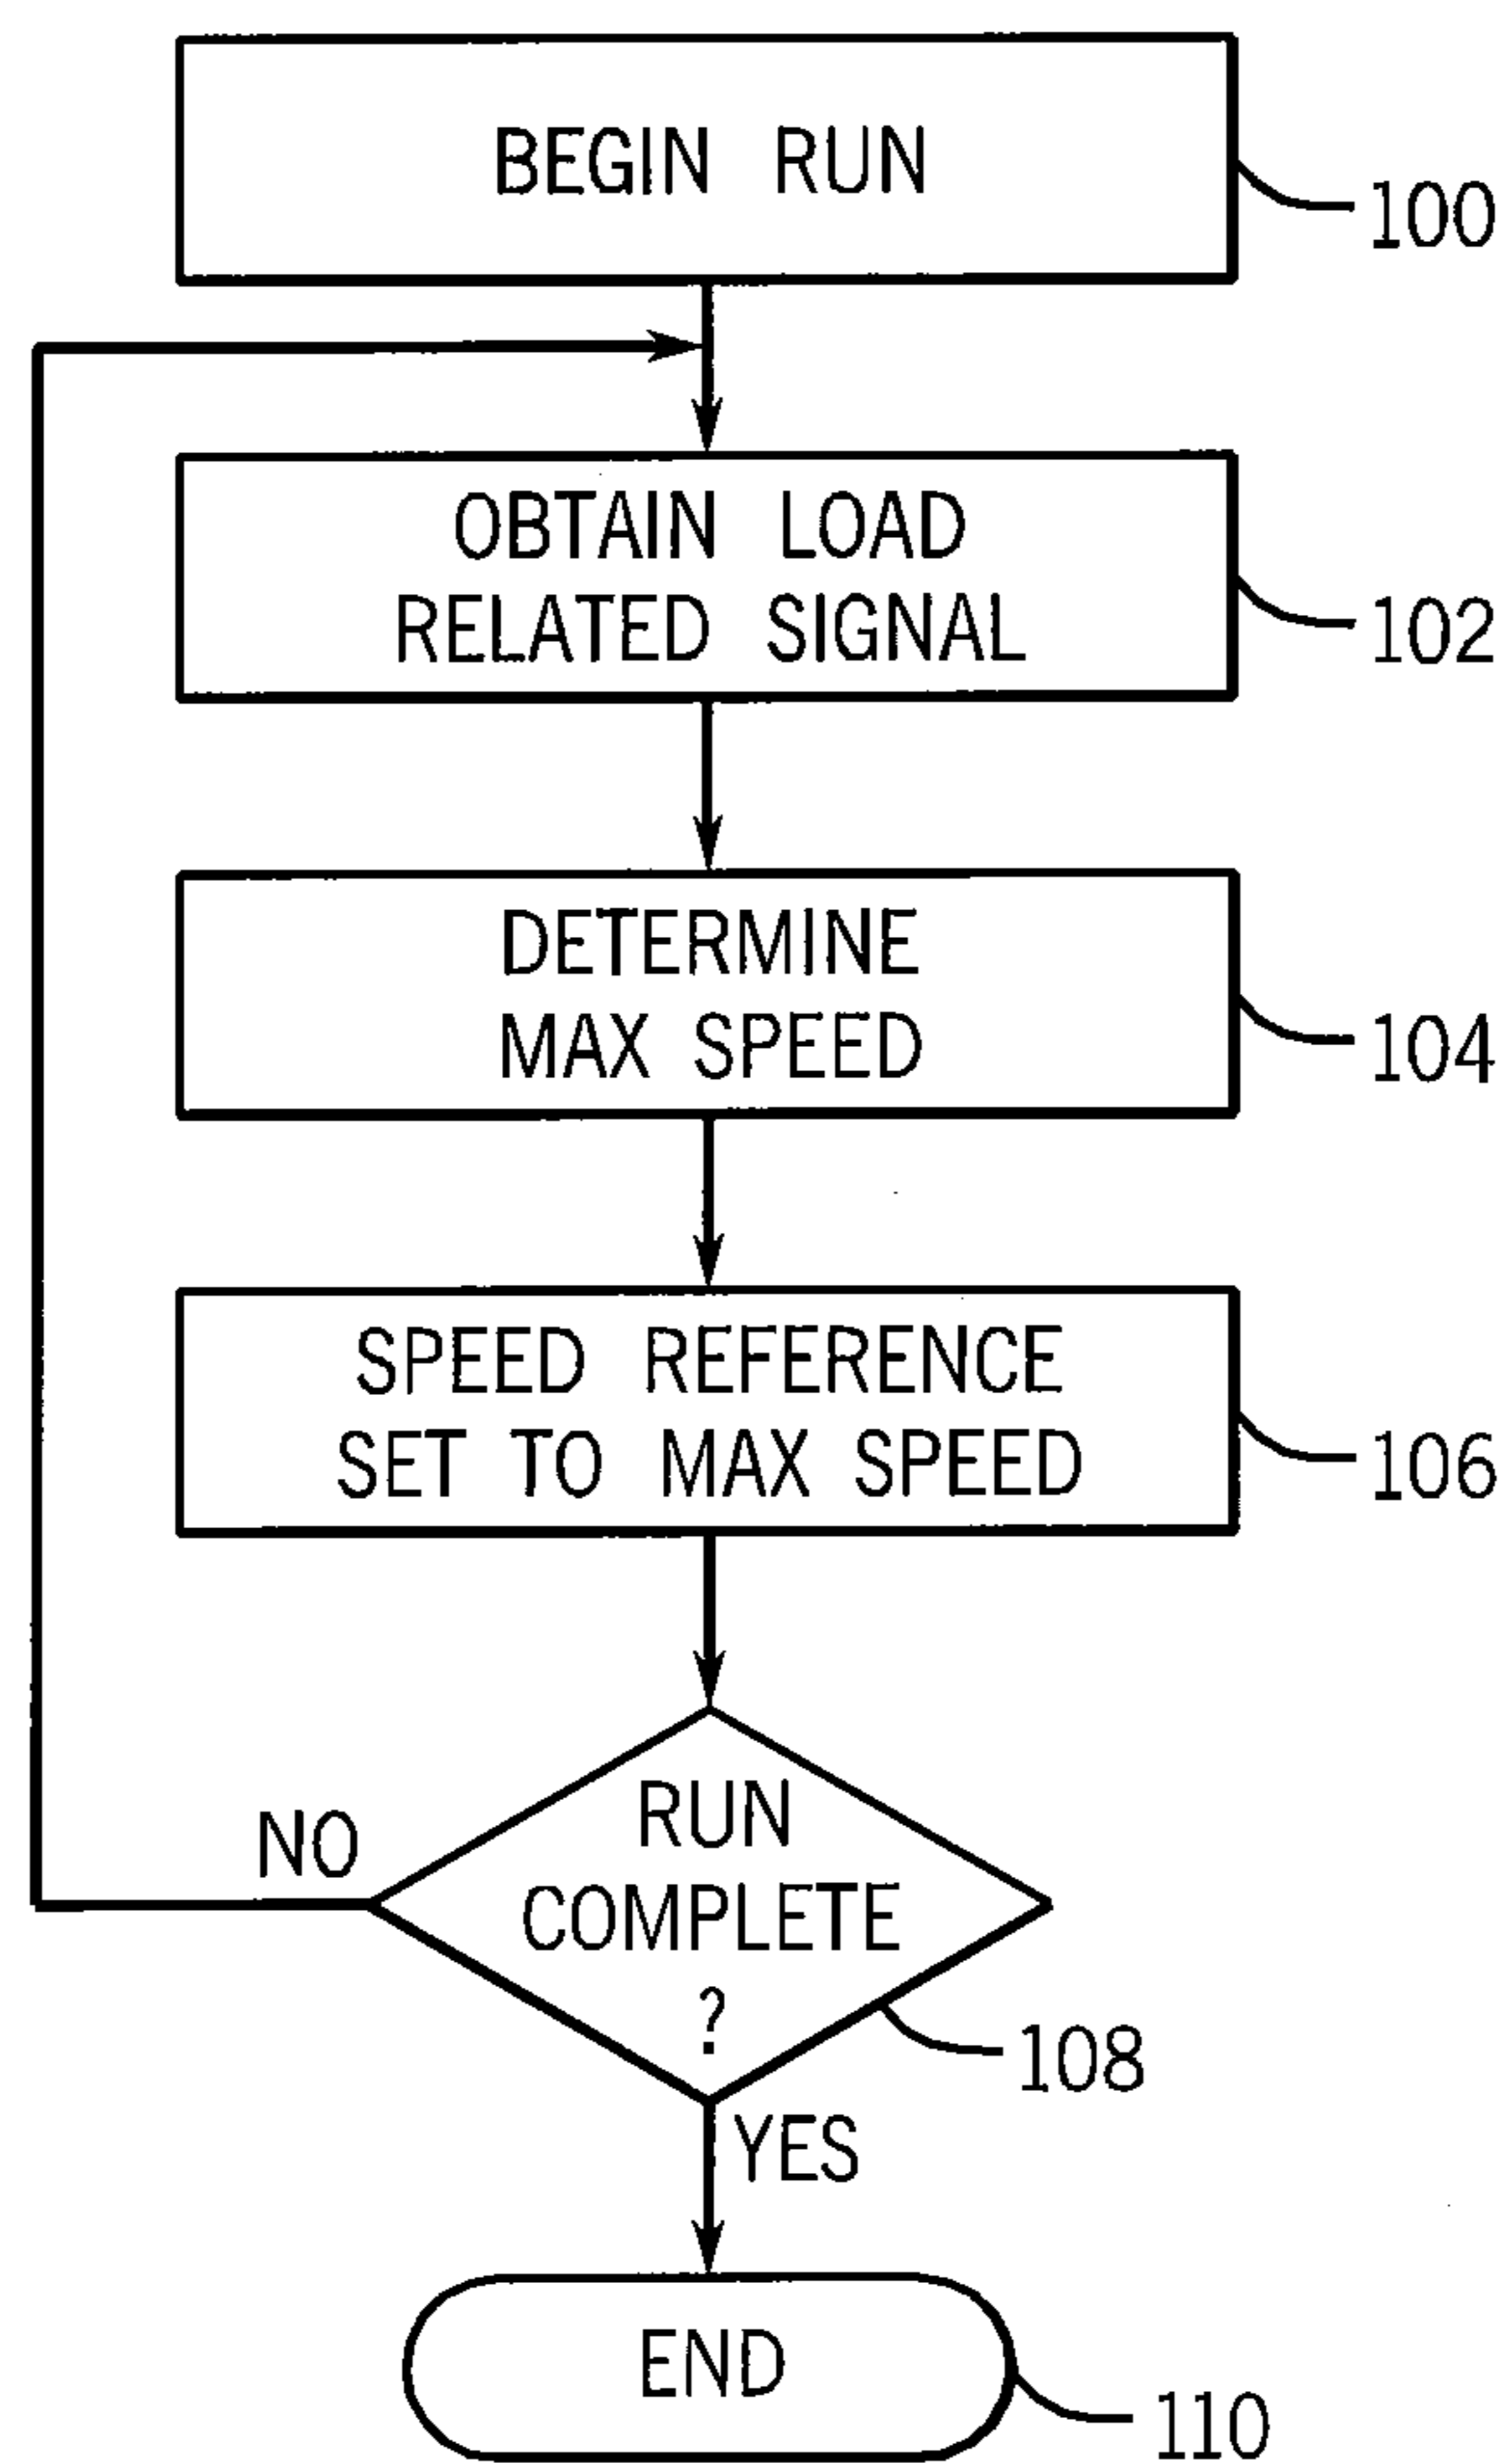 BEGIN RUN
100
OBTAIN LOAD
RELATED SIGNAL
102
DETERMINE
MAX SPEED
104
SPEED REFERENCE
SET TO MAX SPEED
106
RUN
COMPLETE
?
NO
108
YES
END
110